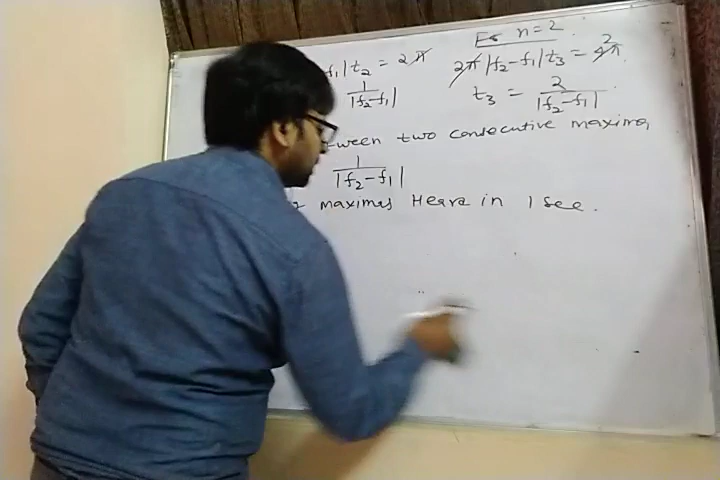 For n=2
f₁|t₂ = 2π
2π|f₂-f₁|t₃ = 4π 2
1/|f₂-f₁|
t₃ = 2/|f₂-f₁|
two consecutive maxima,
1/|f₂-f₁|
maximas Heard in 1 Sec.